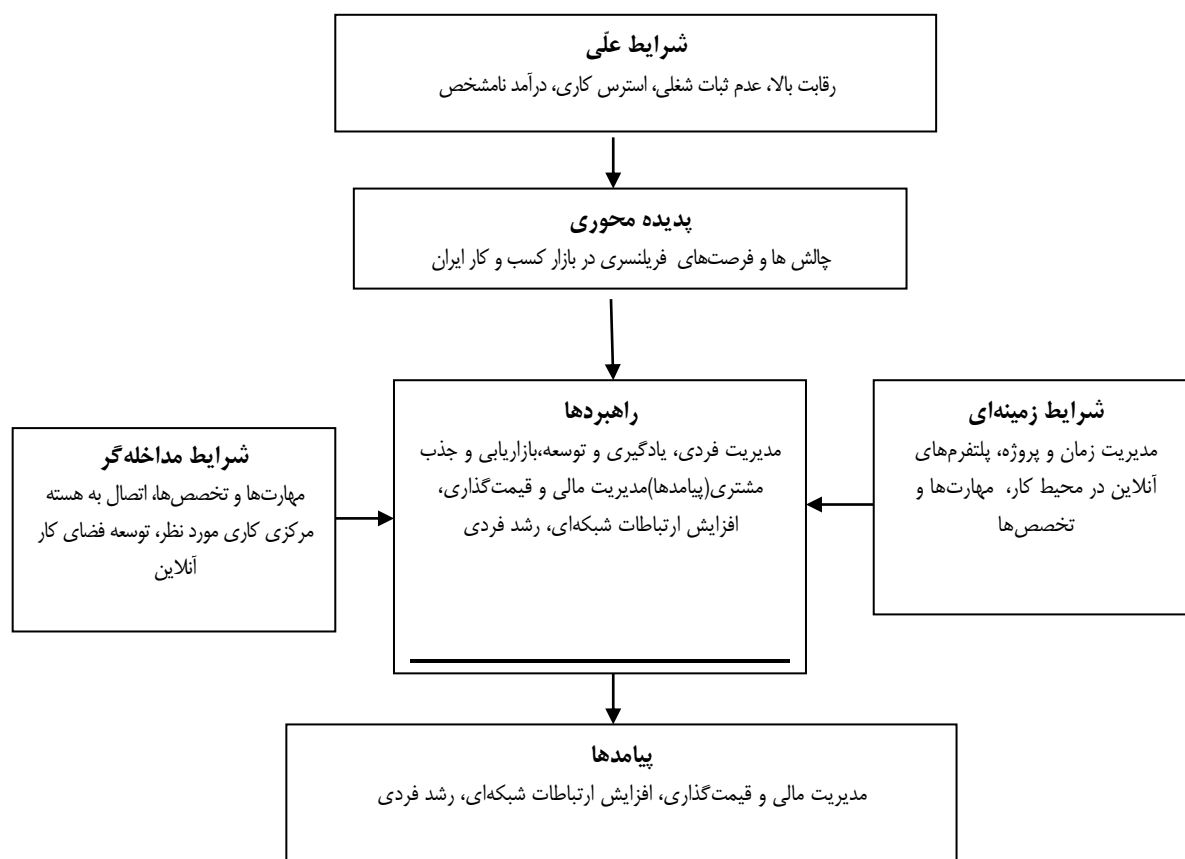 شرایط علّی
رقابت بالا، عدم ثبات شغلی، استرس کاری، درآمد نامشخص
پدیده محوری
چالش ها و فرصت‌های فریلنسری در بازار کسب و کار ایران
راهبردها
مدیریت فردی، یادگیری و توسعه،بازاریابی و جذب
مشتری(پیامدها)مدیریت مالی و قیمت‌گذاری،
افزایش ارتباطات شبکه‌ای، رشد فردی
شرایط زمینه‌ای
مدیریت زمان و پروژه، پلتفرم‌های
آنلاین در محیط کار، مهارت‌ها و
تخصص‌ها
شرایط مداخله‌گر
مهارت‌ها و تخصص‌ها، اتصال به هسته
مرکزی کاری مورد نظر، توسعه فضای کار
آنلاین
پیامدها
مدیریت مالی و قیمت‌گذاری، افزایش ارتباطات شبکه‌ای، رشد فردی